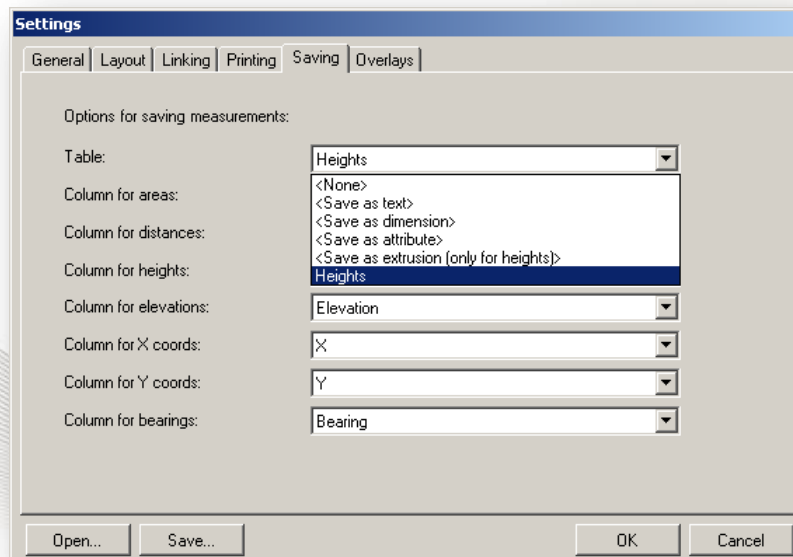 Settings
General Layout Linking Printing Saving Overlays
Options for saving measurements:
Table: Heights
<None>
Column for areas: <Save as text>
<Save as dimension>
Column for distances: <Save as attribute>
<Save as extrusion (only for heights)>
Column for heights: Heights
Column for elevations: Elevation
Column for X coords: X
Column for Y coords: Y
Column for bearings: Bearing
Open... Save... OK Cancel